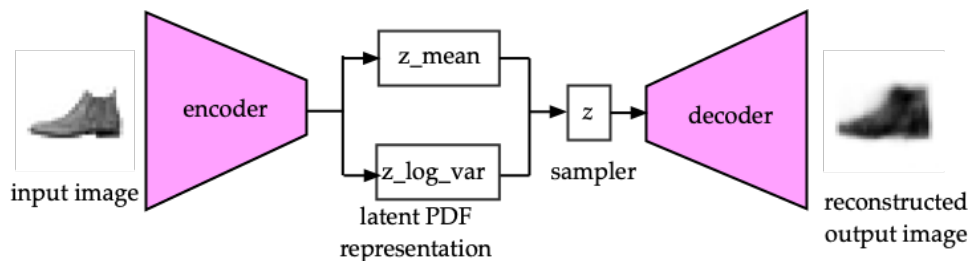 input image
encoder
z_mean
z_log_var
latent PDF
representation
z
sampler
decoder
reconstructed
output image